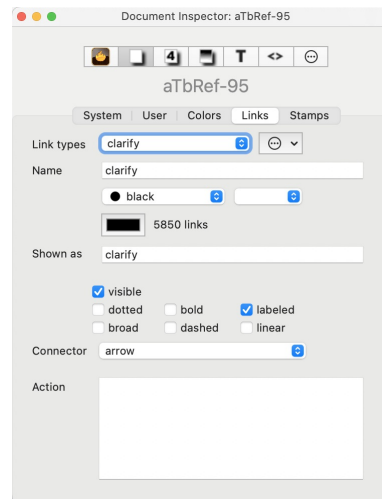 Document Inspector: aTbRef-95
4 T <>
aTbRef-95
System User Colors Links Stamps
Link types clarify
Name clarify
black
5850 links
Shown as clarify
visible
dotted bold labeled
broad dashed linear
Connector arrow
Action